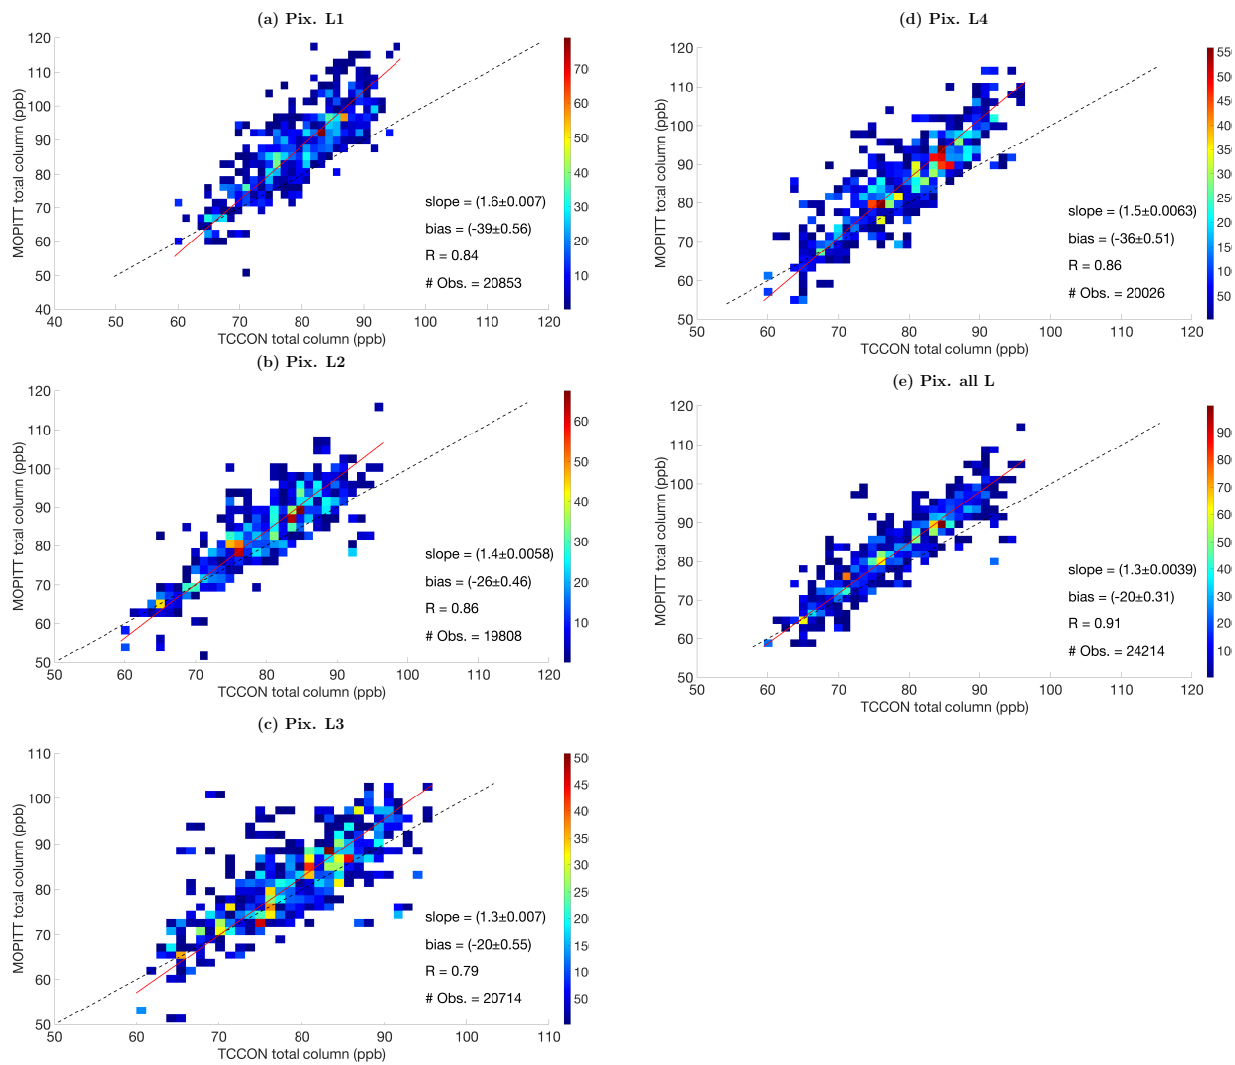 (a) Pix. L1
120
110
100
90
80
70
60
50
40
MOPITT total column (ppb)
slope = (1.6±0.007)
bias = (-39±0.56)
R = 0.84
# Obs. = 20853
40 50 60 70 80 90 100 110 120
TCCON total column (ppb)
(b) Pix. L2
120
110
100
90
80
70
60
50
MOPITT total column (ppb)
slope = (1.4±0.0058)
bias = (-26±0.46)
R = 0.86
# Obs. = 19808
50 60 70 80 90 100 110 120
TCCON total column (ppb)
(c) Pix. L3
110
100
90
80
70
60
50
MOPITT total column (ppb)
slope = (1.3±0.007)
bias = (-20±0.55)
R = 0.79
# Obs. = 20714
50 60 70 80 90 100 110
TCCON total column (ppb)
(d) Pix. L4
120
110
100
90
80
70
60
50
MOPITT total column (ppb)
slope = (1.5±0.0063)
bias = (-36±0.51)
R = 0.86
# Obs. = 20026
50 60 70 80 90 100 110 120
TCCON total column (ppb)
(e) Pix. all L
120
110
100
90
80
70
60
50
MOPITT total column (ppb)
slope = (1.3±0.0039)
bias = (-20±0.31)
R = 0.91
# Obs. = 24214
50 60 70 80 90 100 110 120
TCCON total column (ppb)